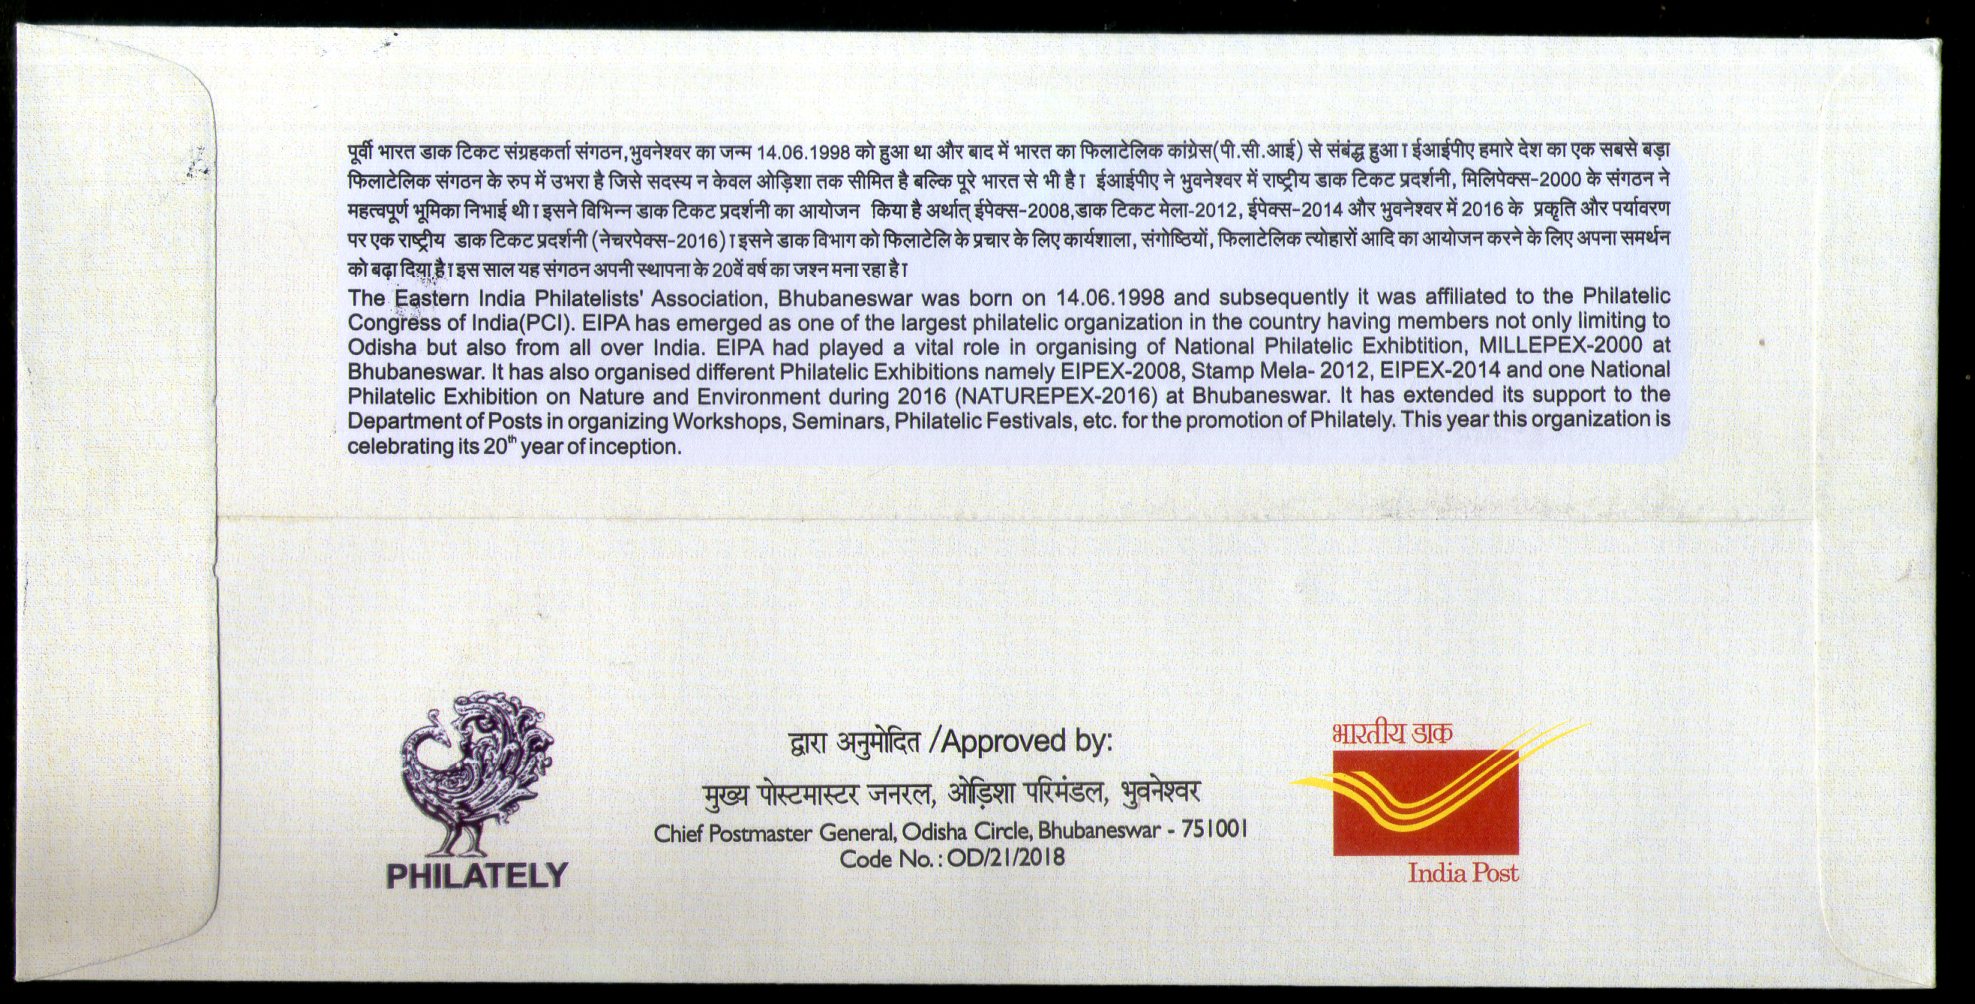 पूर्वी भारत डाक टिकट संग्रहकर्ता संगठन,भुवनेश्वर का जन्म 14.06.1998 को हुआ था और बाद में भारत का फिलाटेलिक कांग्रेस(पी.सी.आई) से संबंद्ध हुआ। ईआईपीए हमारे देश का एक सबसे बड़ा
फिलाटेलिक संगठन के रुप में उभरा है जिसे सदस्य न केवल ओड़िशा तक सीमित है बल्कि पूरे भारत से भी है। ईआईपीए ने भुवनेश्वर में राष्ट्रीय डाक टिकट प्रदर्शनी, मिलिपेक्स-2000 के संगठन ने
महत्वपूर्ण भूमिका निभाई थी। इसने विभिन्न डाक टिकट प्रदर्शनी का आयोजन किया है अर्थात् ईपेक्स-2008,डाक टिकट मेला-2012, ईपेक्स-2014 और भुवनेश्वर में 2016 के प्रकृति और पर्यावरण
पर एक राष्ट्रीय डाक टिकट प्रदर्शनी (नेचरपेक्स-2016)। इसने डाक विभाग को फिलाटेलि के प्रचार के लिए कार्यशाला, संगोष्ठियों, फिलाटेलिक त्योहारों आदि का आयोजन करने के लिए अपना समर्थन
को बढ़ा दिया है। इस साल यह संगठन अपनी स्थापना के 20वें वर्ष का जश्न मना रहा है।
The Eastern India Philatelists' Association, Bhubaneswar was born on 14.06.1998 and subsequently it was affiliated to the Philatelic
Congress of India(PCI). EIPA has emerged as one of the largest philatelic organization in the country having members not only limiting to
Odisha but also from all over India. EIPA had played a vital role in organising of National Philatelic Exhibtition, MILLEPEX-2000 at
Bhubaneswar. It has also organised different Philatelic Exhibitions namely EIPEX-2008, Stamp Mela- 2012, EIPEX-2014 and one National
Philatelic Exhibition on Nature and Environment during 2016 (NATUREPEX-2016) at Bhubaneswar. It has extended its support to the
Department of Posts in organizing Workshops, Seminars, Philatelic Festivals, etc. for the promotion of Philately. This year this organization is
celebrating its 20th year of inception.
द्वारा अनुमोदित /Approved by:
मुख्य पोस्टमास्टर जनरल, ओड़िशा परिमंडल, भुवनेश्वर
Chief Postmaster General, Odisha Circle, Bhubaneswar - 751001
Code No.: OD/21/2018
PHILATELY
भारतीय डाक
India Post